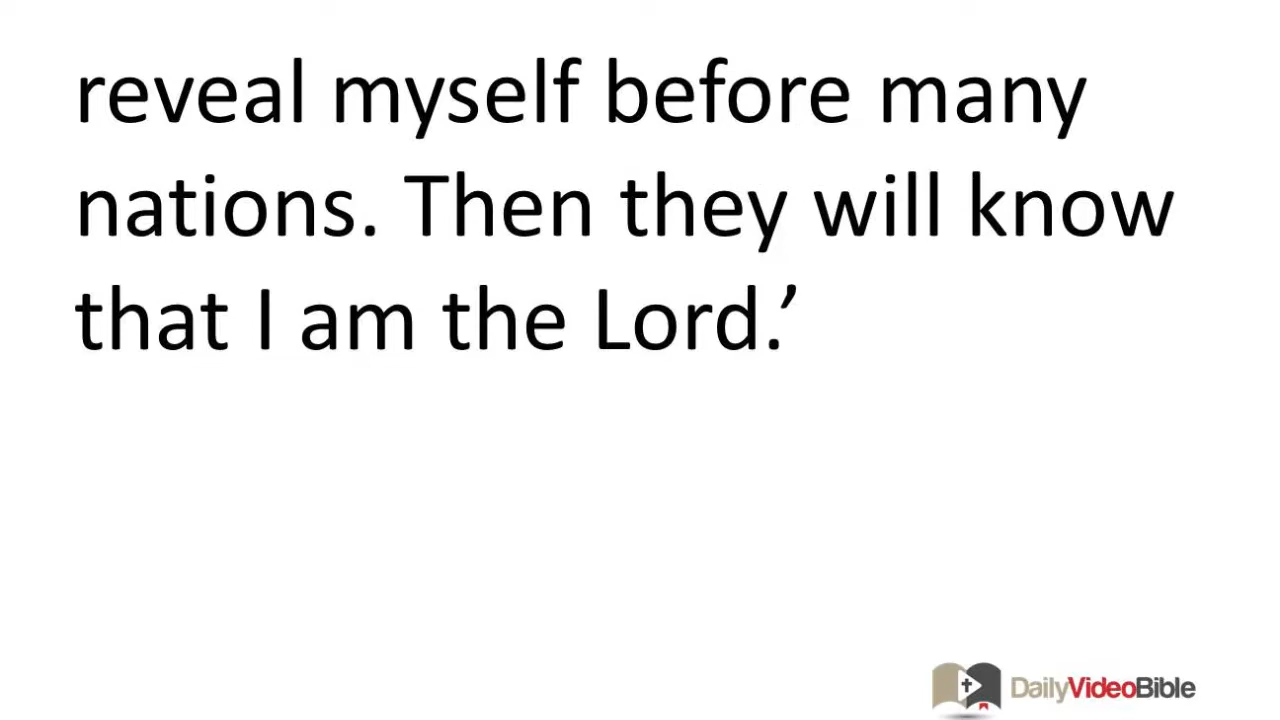 reveal myself before many
nations. Then they will know
that I am the Lord.’
DailyVideoBible